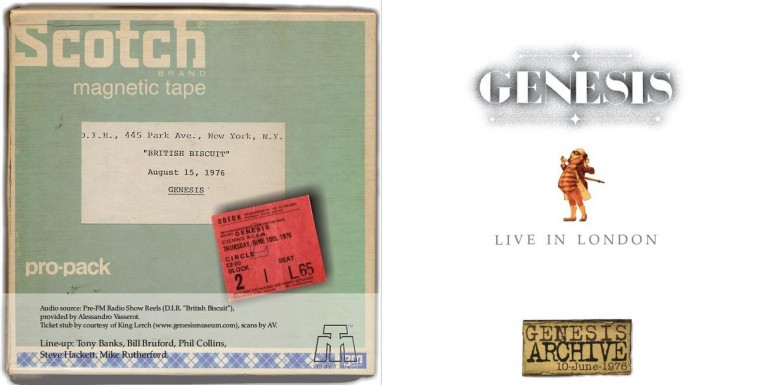 Scotch
BRAND
magnetic tape
D.I.R., 445 Park Ave., New York, N.Y.
"BRITISH BISCUIT"
August 15, 1976
GENESIS
ODEON
GENESIS
THURSDAY, JUNE 10th, 1976
CIRCLE
BLOCK SEAT
2 L65
pro-pack
Audio source: Pre-FM Radio Show Reels (D.I.R. "British Biscuit"),
provided by Alessandro Vasserot.
Ticket stub by courtesy of King Lerch (www.genesismuseum.com), scans by AV.
Line-up: Tony Banks, Bill Bruford, Phil Collins,
Steve Hackett, Mike Rutherford.
GENESIS
LIVE IN LONDON
GENESIS
ARCHIVE
10-June-1976